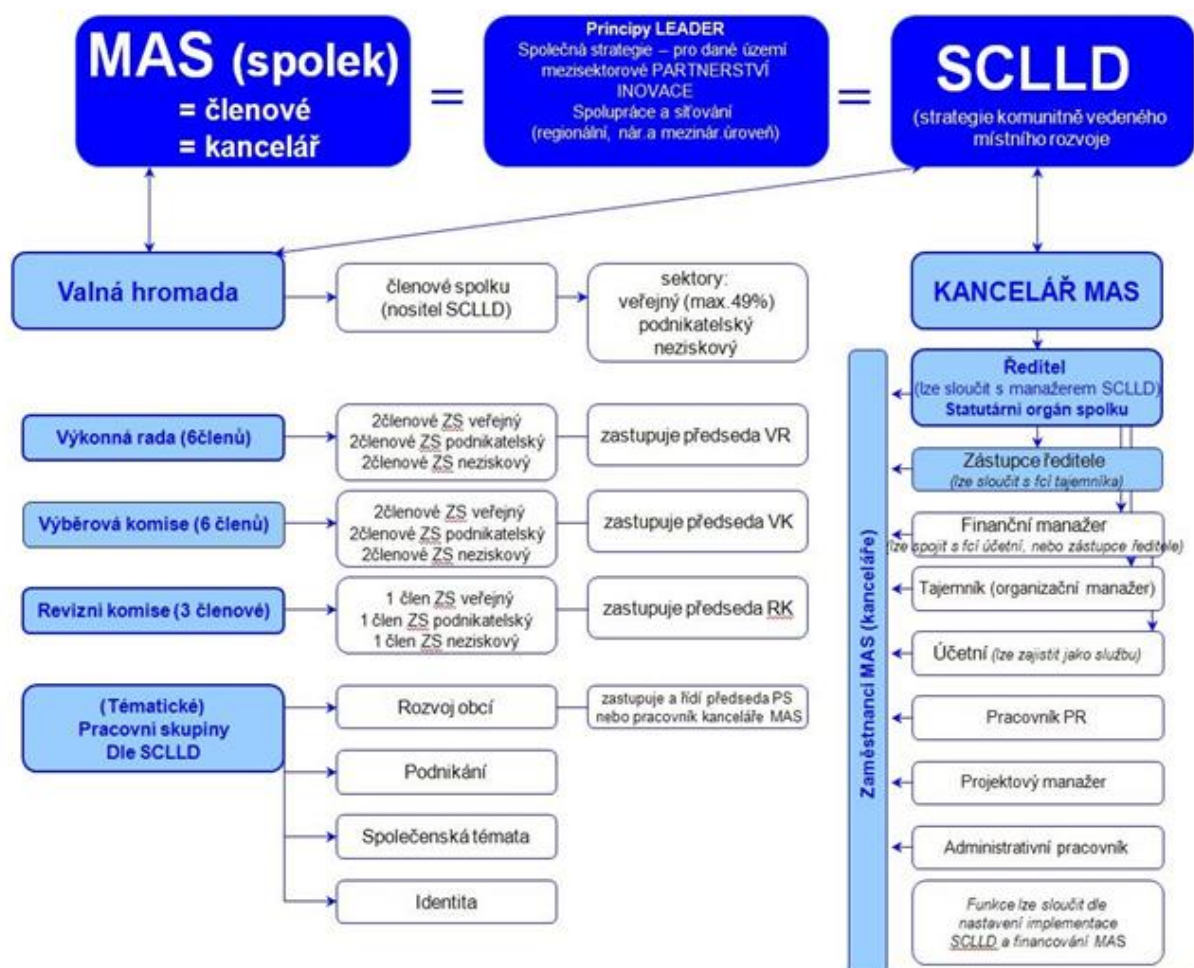 MAS (spolek)
= členové
= kancelář
=
Principy LEADER
Společná strategie – pro dané území
mezisektorové PARTNERSTVÍ
INOVACE
Spolupráce a síťování
(regionální, nár.a mezinár.úroveň)
=
SCLLD
(strategie komunitně vedeného
místního rozvoje
Valná hromada
členové spolku
(nositel SCLLD)
sektory:
veřejný (max.49%)
podnikatelský
neziskový
Výkonná rada (6členů)
2členové ZS veřejný
2členové ZS podnikatelský
2členové ZS neziskový
zastupuje předseda VR
Výběrová komise (6 členů)
2členové ZS veřejný
2členové ZS podnikatelský
2členové ZS neziskový
zastupuje předseda VK
Revizni komise (3 členové)
1 člen ZS veřejný
1 člen ZS podnikatelský
1 člen ZS neziskový
zastupuje předseda RK
(Tématické)
Pracovni skupiny
Dle SCLLD
Rozvoj obcí
zastupuje a řídí předseda PS
nebo pracovník kanceláře MAS
Podnikání
Společenská témata
Identita
KANCELÁŘ MAS
Zaměstnanci MAS (kanceláře)
Ředitel
(lze sloučit s manažerem SCLLD)
Statutárni orgán spolku
Zástupce ředitele
(lze sloučit s fcí tajemníka)
Finanční manažer
(lze spojit s fcí účetní, nebo zástupce ředitele)
Tajemník (organizační manažer)
Účetní (lze zajistit jako službu)
Pracovník PR
Projektový manažer
Administrativní pracovník
Funkce lze sloučit dle
nastavení implementace
SCLLD a financování MAS